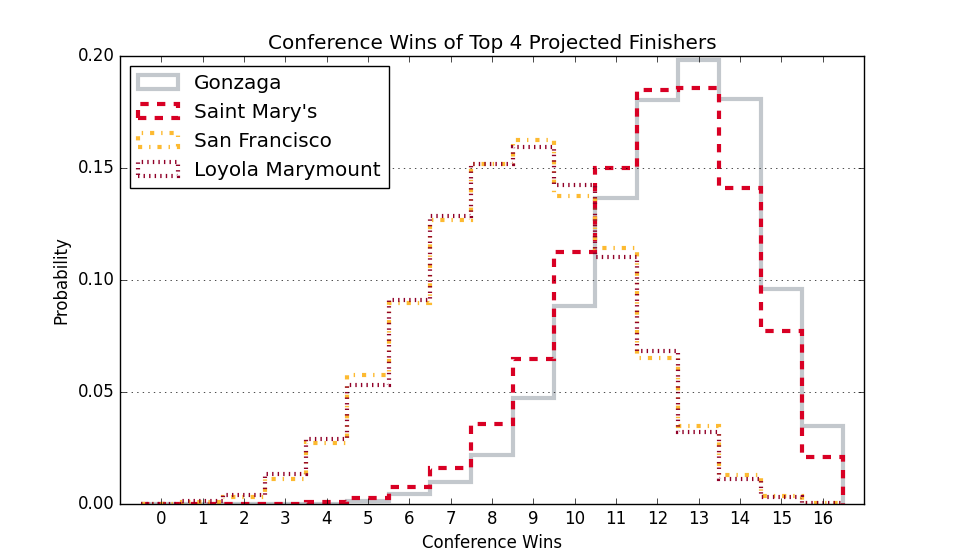 Conference Wins of Top 4 Projected Finishers
0.20
0.15
0.10
0.05
0.00
Probability
Gonzaga
Saint Mary's
San Francisco
Loyola Marymount
0 1 2 3 4 5 6 7 8 9 10 11 12 13 14 15 16
Conference Wins